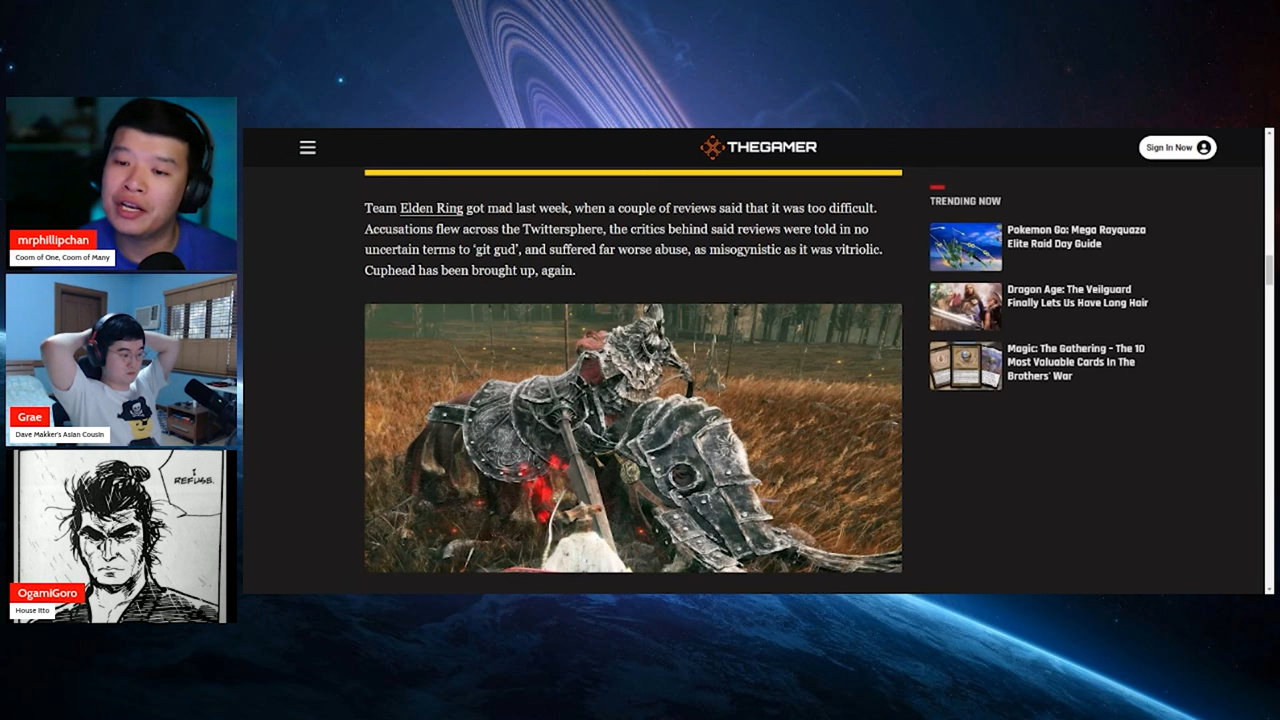 mrphillipchan
Coom of One, Coom of Many
Grae
Dave Makker's Asian Cousin
I
REFUSE.
OgamiGoro
House Itto
THEGAMER
Sign In Now
Team Elden Ring got mad last week, when a couple of reviews said that it was too difficult.
Accusations flew across the Twittersphere, the critics behind said reviews were told in no
uncertain terms to ‘git gud’, and suffered far worse abuse, as misogynistic as it was vitriolic.
Cuphead has been brought up, again.
TRENDING NOW
Pokemon Go: Mega Rayquaza
Elite Raid Day Guide
Dragon Age: The Veilguard
Finally Lets Us Have Long Hair
Magic: The Gathering - The 10
Most Valuable Cards In The
Brothers' War